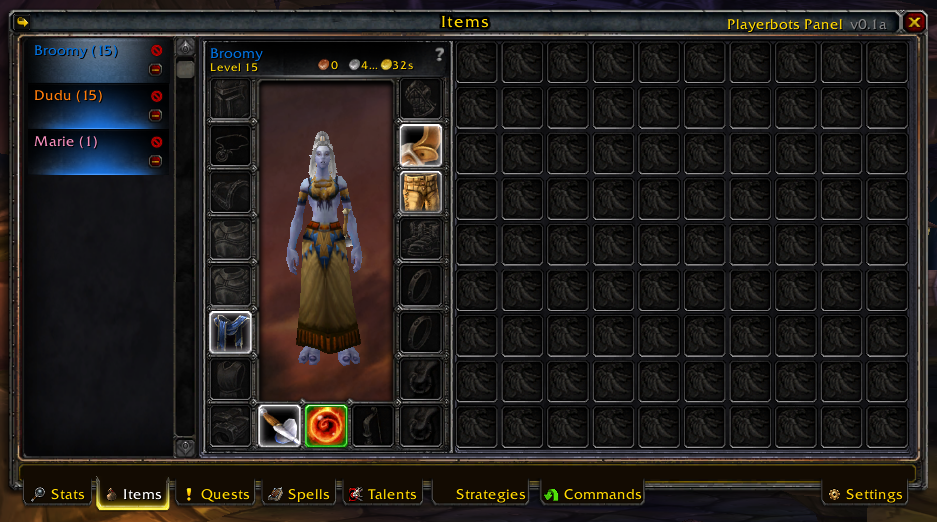 Items
Playerbots Panel v0.1a
Broomy (15)
Dudu (15)
Marie (1)
Broomy
Level 15
0 4... 32s
?
Stats
Items
Quests
Spells
Talents
Strategies
Commands
Settings